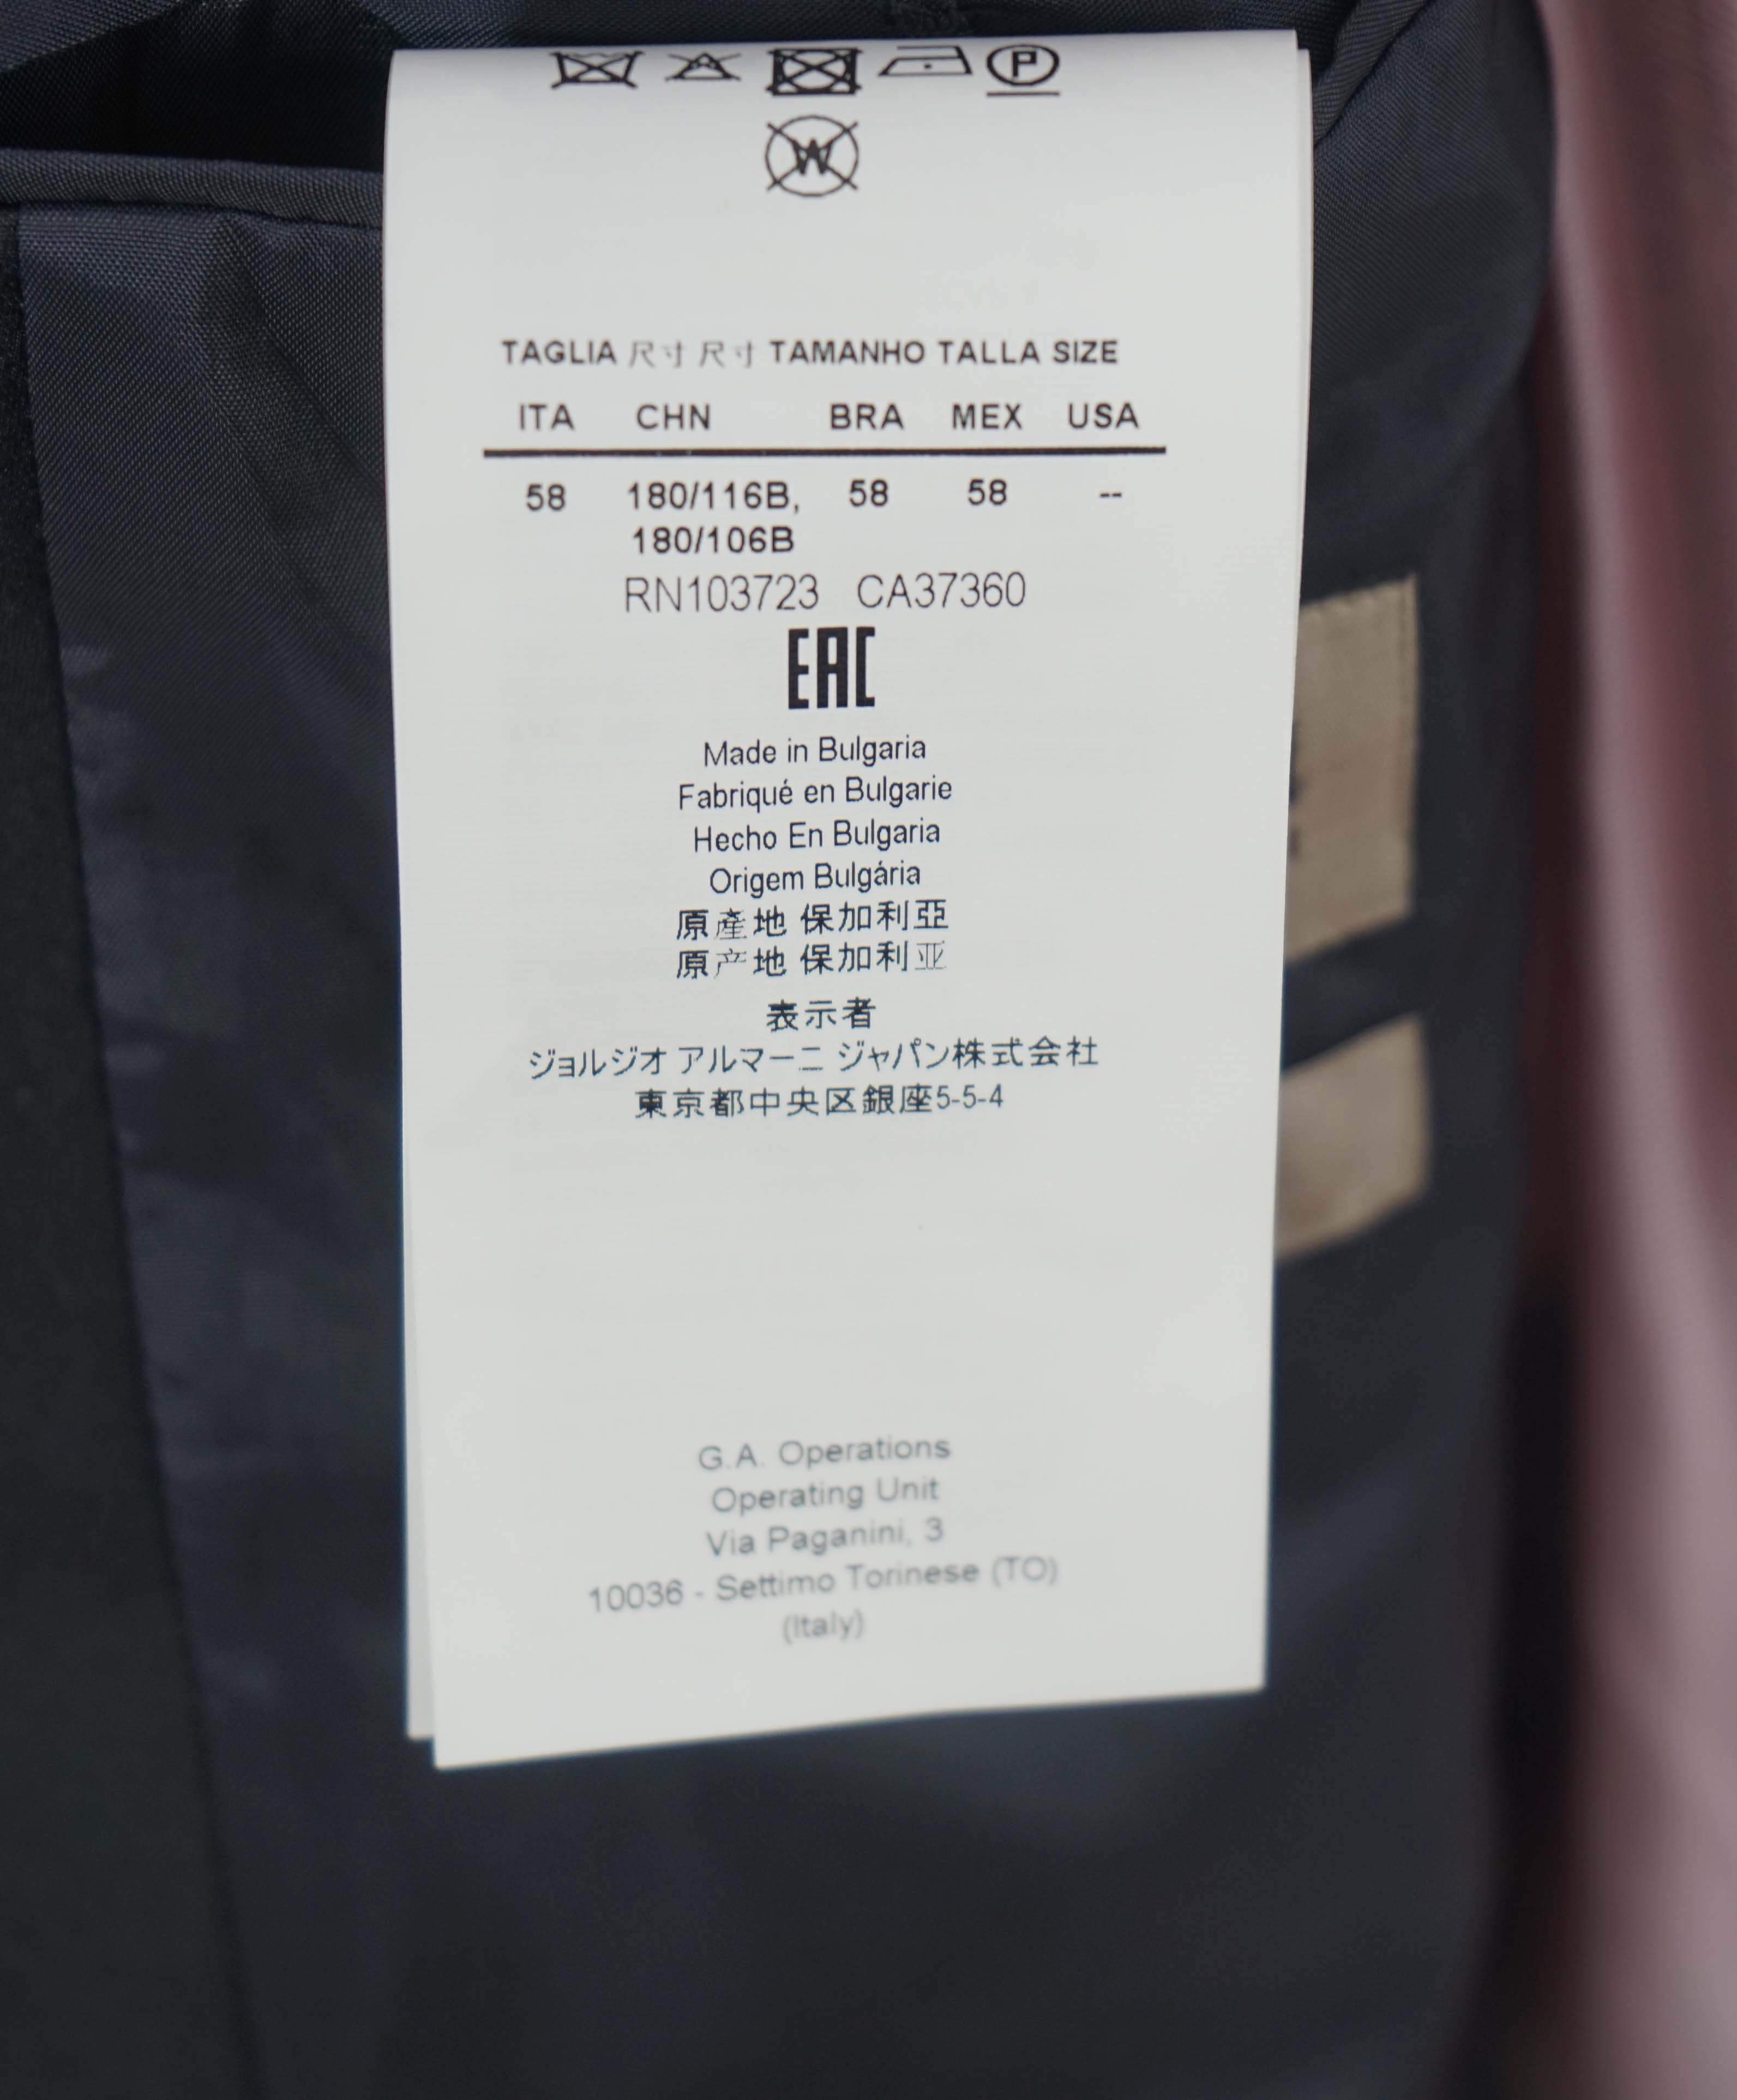 P
W
TAGLIA 尺寸 尺寸 TAMANHO TALLA SIZE
ITA CHN BRA MEX USA
58 180/116B, 58 58 --
180/106B
RN103723 CA37360
EAC
Made in Bulgaria
Fabriqué en Bulgarie
Hecho En Bulgaria
Origem Bulgária
原產地 保加利亞
原产地 保加利亚
表示者
ジョルジオ アルマーニ ジャパン株式会社
東京都中央区銀座5-5-4
G.A. Operations
Operating Unit
Via Paganini, 3
10036 - Settimo Torinese (TO)
(Italy)